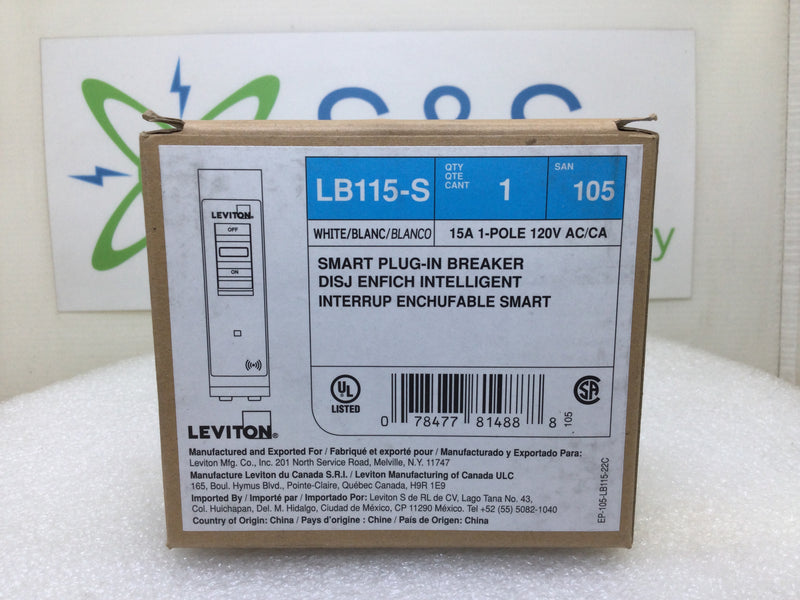 S&S
y
LEVITON®
OFF
ON
LB115-S
QTY
QTE
CANT
1
SAN
105
WHITE/BLANC/BLANCO
15A 1-POLE 120V AC/CA
SMART PLUG-IN BREAKER
DISJ ENFICH INTELLIGENT
INTERRUP ENCHUFABLE SMART
UL
LISTED
0 78477 81488 8
105
CSA
LEVITON®
Manufactured and Exported For / Fabriqué et exporté pour / Manufacturado y Exportado Para:
Leviton Mfg. Co., Inc. 201 North Service Road, Melville, N.Y. 11747
Manufacture Leviton du Canada S.R.I. / Leviton Manufacturing of Canada ULC
165, Boul. Hymus Blvd., Pointe-Claire, Québec Canada, H9R 1E9
Imported By / Importé par / Importado Por: Leviton S de RL de CV, Lago Tana No. 43,
Col. Huichapan, Del. M. Hidalgo, Ciudad de México, CP 11290 México. Tel +52 (55) 5082-1040
Country of Origin: China / Pays d'origine : Chine / País de Origen: China
EP-105-LB115-22C